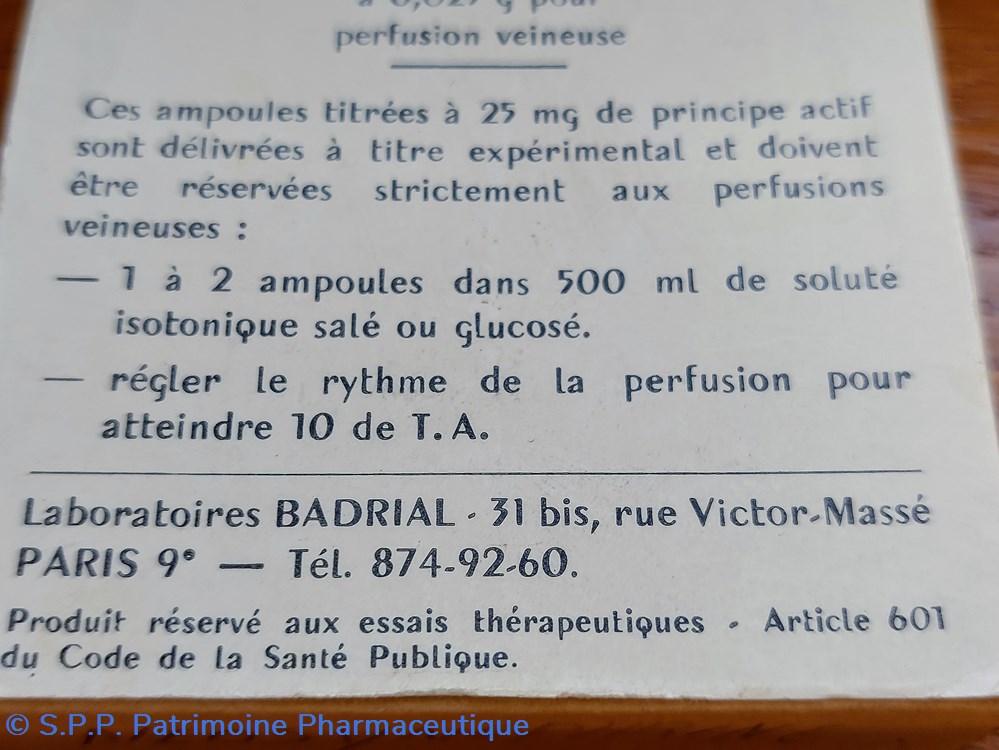 perfusion veineuse
Ces ampoules titrées à 25 mg de principe actif
sont délivrées à titre expérimental et doivent
être réservées strictement aux perfusions
veineuses :
— 1 à 2 ampoules dans 500 ml de soluté
isotonique salé ou glucosé.
— régler le rythme de la perfusion pour
atteindre 10 de T.A.
Laboratoires BADRIAL - 31 bis, rue Victor-Massé
PARIS 9° — Tél. 874-92-60.
Produit réservé aux essais thérapeutiques - Article 601
du Code de la Santé Publique.
© S.P.P. Patrimoine Pharmaceutique